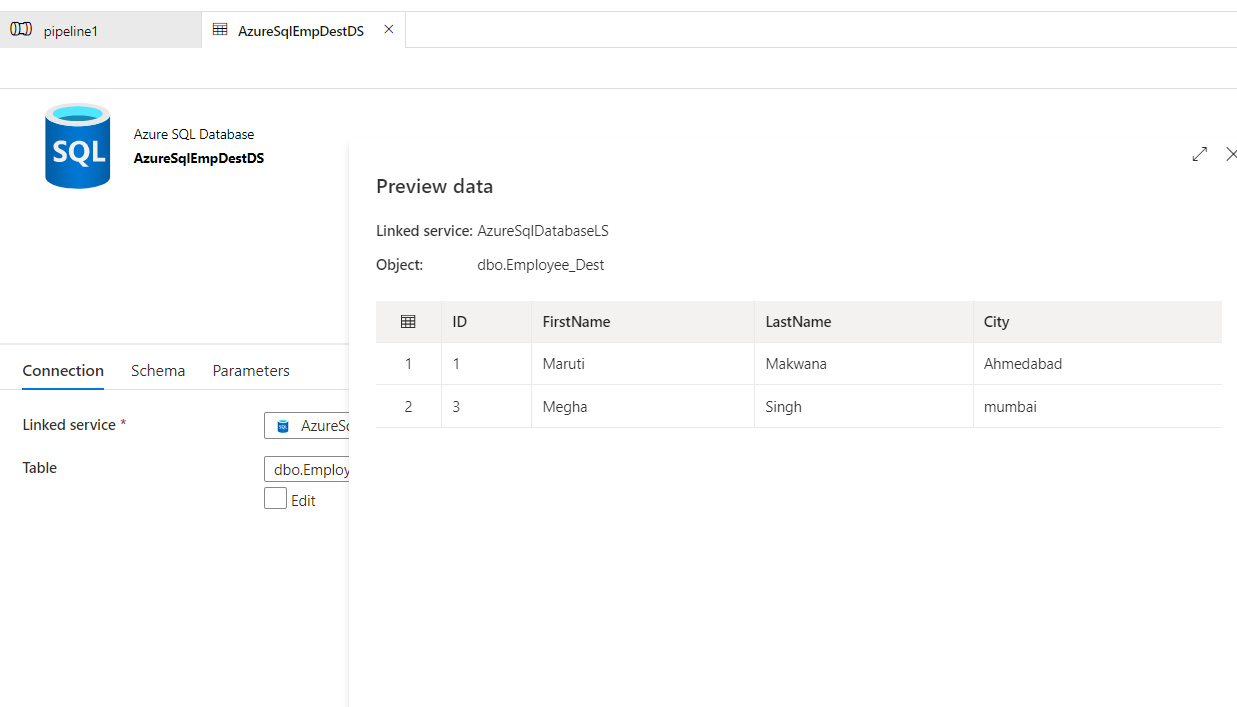 pipeline1
AzureSqlEmpDestDS
SQL
Azure SQL Database
AzureSqlEmpDestDS
Preview data
Linked service: AzureSqlDatabaseLS
Object: dbo.Employee_Dest
ID FirstName LastName City
1 1 Maruti Makwana Ahmedabad
2 3 Megha Singh mumbai
Connection Schema Parameters
Linked service * AzureSq
Table dbo.Employ
Edit